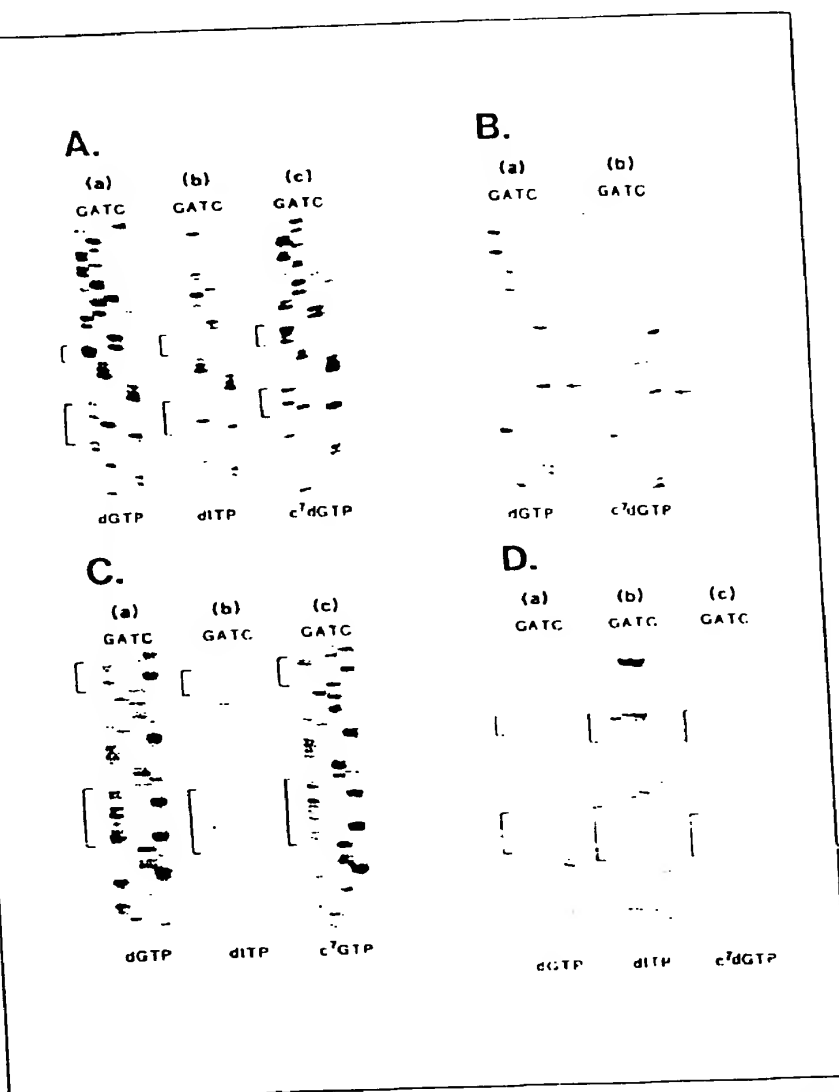 A.
(a) (b) (c)
GATC GATC GATC
dGTP dITP c⁷dGTP
B.
(a) (b)
GATC GATC
dGTP c⁷dGTP
C.
(a) (b) (c)
GATC GATC GATC
dGTP dITP c⁷GTP
D.
(a) (b) (c)
GATC GATC GATC
dGTP dITP c⁷dGTP